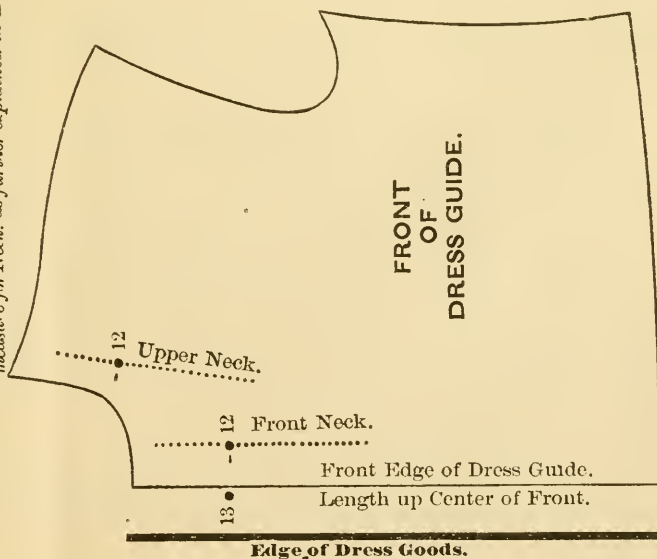 FRONT
OF
DRESS GUIDE.
12
Upper Neck.
12
Front Neck.
Front Edge of Dress Guide.
13
Length up Center of Front.
Edge of Dress Goods.